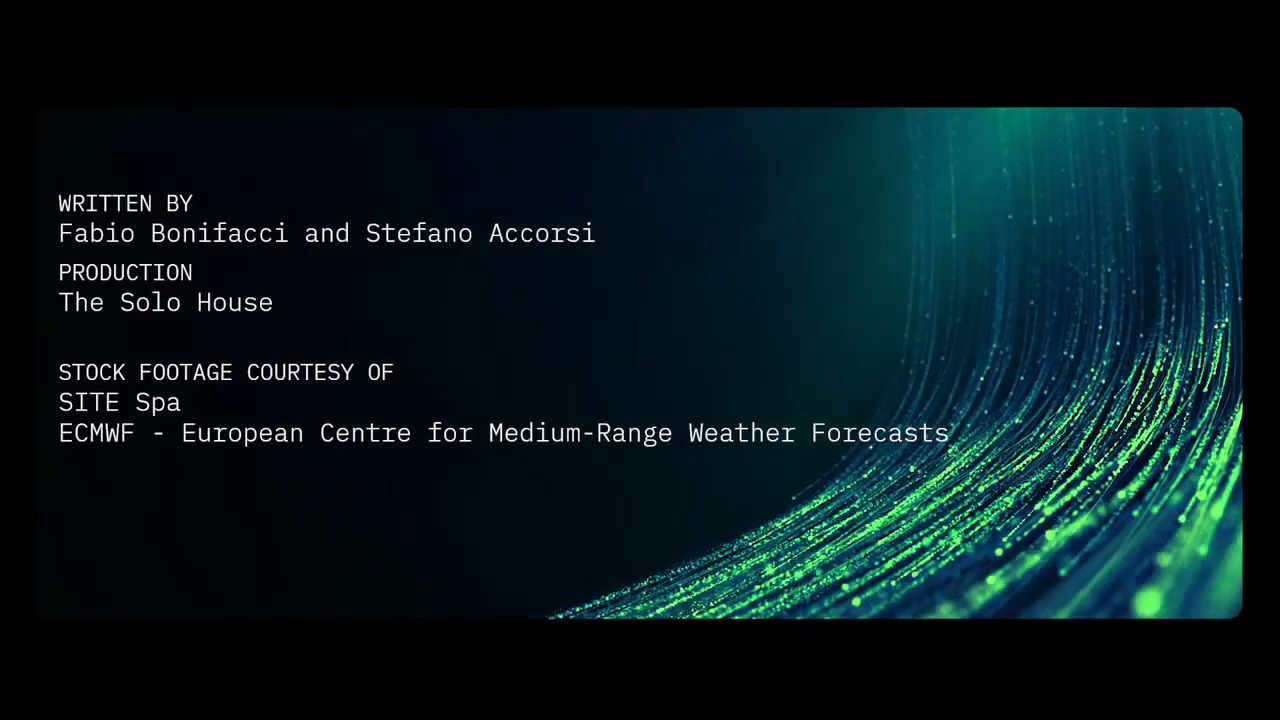 WRITTEN BY
Fabio Bonifacci and Stefano Accorsi
PRODUCTION
The Solo House
STOCK FOOTAGE COURTESY OF
SITE Spa
ECMWF - European Centre for Medium-Range Weather Forecasts